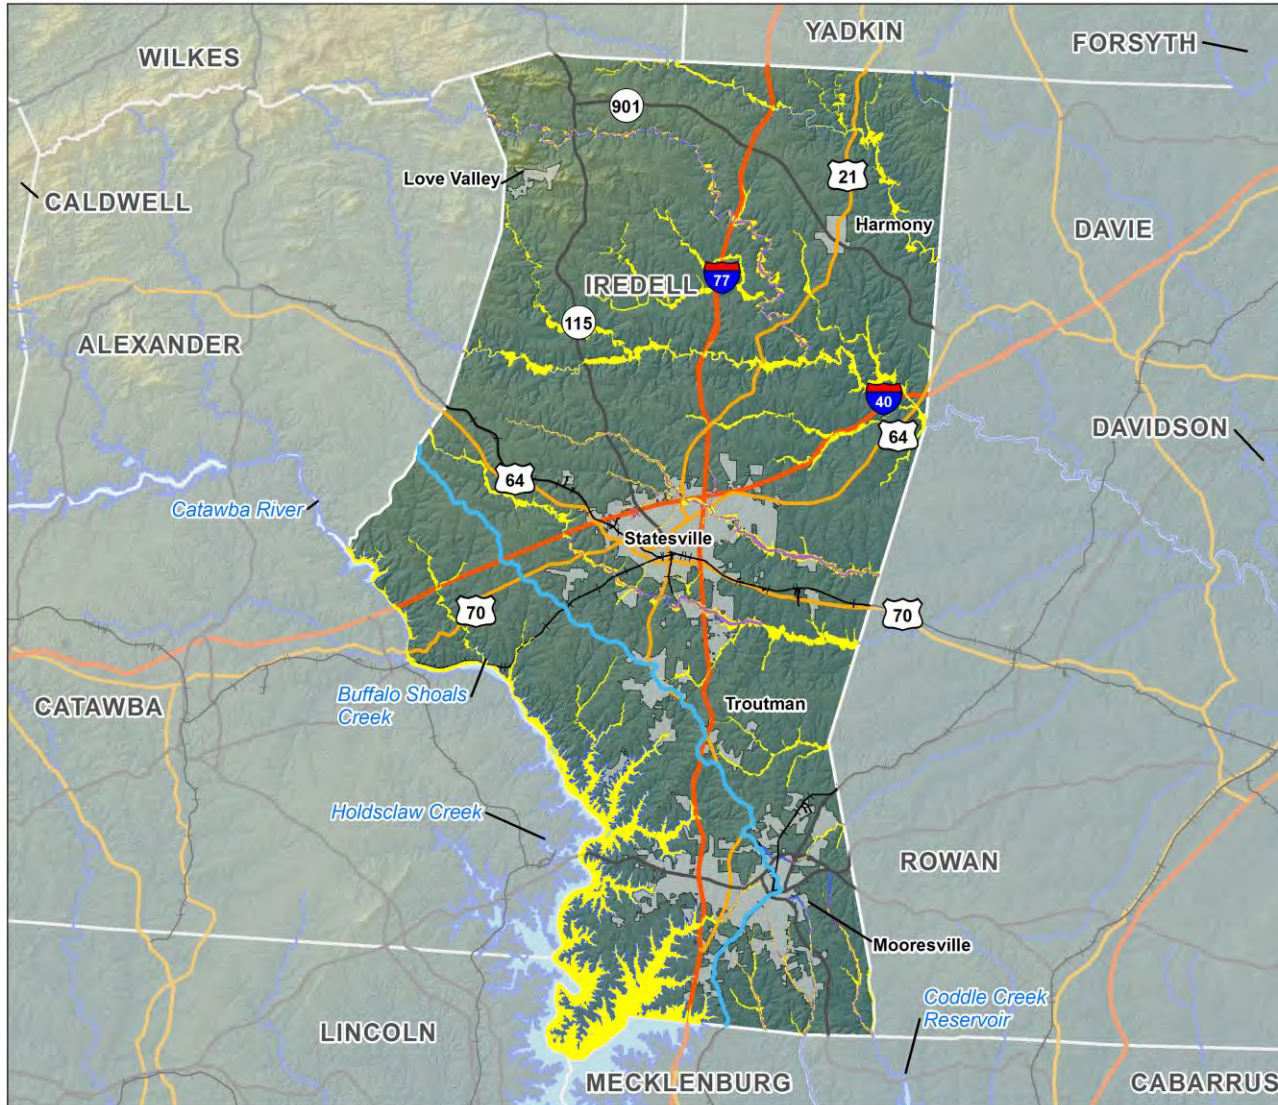 YADKIN
FORSYTH
WILKES
901
Love Valley
21
CALDWELL
Harmony
DAVIE
IREDELL
77
115
ALEXANDER
40
64
DAVIDSON
64
Catawba River
Statesville
70
70
Buffalo Shoals
Creek
CATAWBA
Troutman
Holdsclaw Creek
ROWAN
Mooresville
Coddle Creek
Reservoir
LINCOLN
MECKLENBURG
CABARRUS